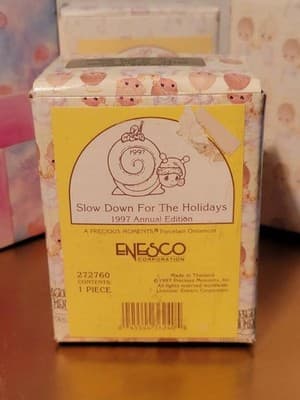 1997
Slow Down For The Holidays
1997 Annual Edition
A PRECIOUS MOMENTS® Porcelain Ornament
ENESCO
CORPORATION
272760
CONTENTS:
1 PIECE
Made in Thailand
©1997 Precious Moments, Inc.
All rights reserved worldwide
Licensee Enesco Corporation